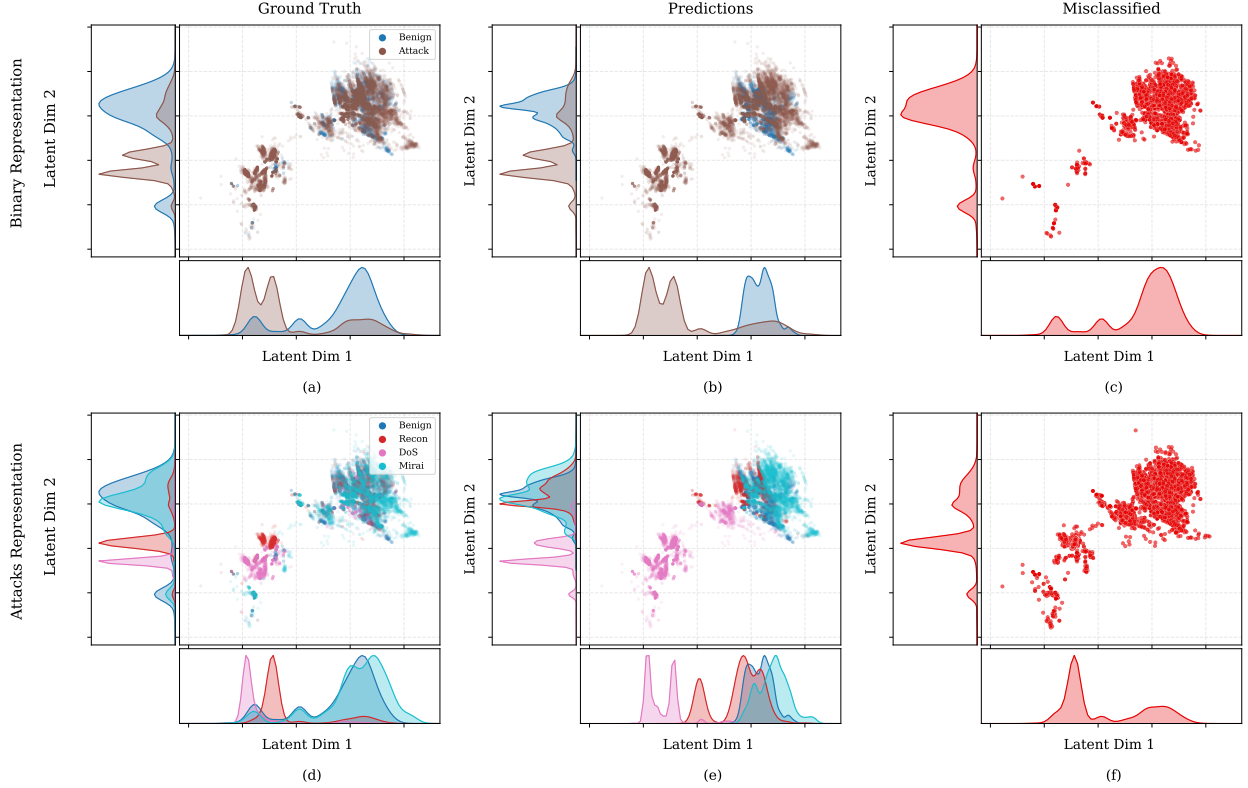 Ground Truth
Predictions
Misclassified
Binary Representation
Latent Dim 2
Benign
Attack
Latent Dim 2
Latent Dim 2
Latent Dim 1
Latent Dim 1
Latent Dim 1
(a)
(b)
(c)
Attacks Representation
Latent Dim 2
Benign
Recon
DoS
Mirai
Latent Dim 2
Latent Dim 2
Latent Dim 1
Latent Dim 1
Latent Dim 1
(d)
(e)
(f)